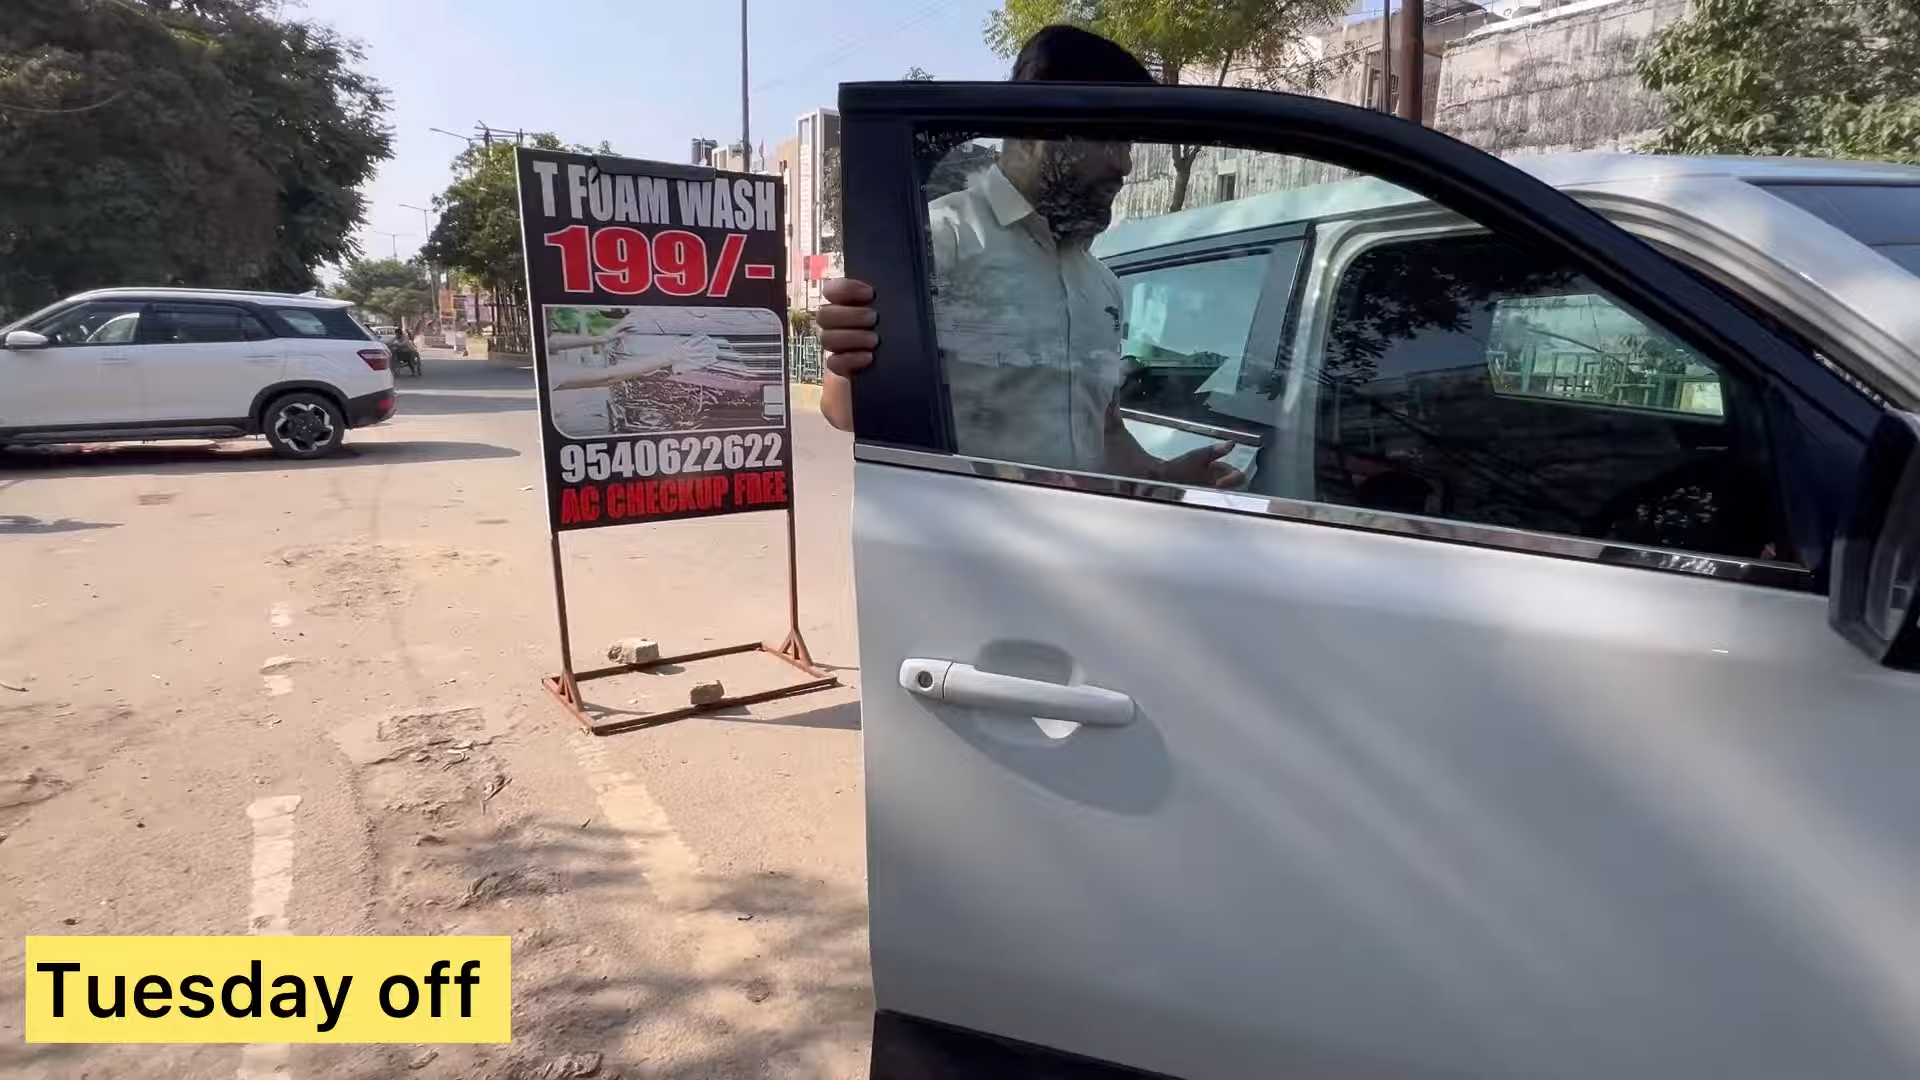 T FOAM WASH
199/-
9540622622
AC CHECKUP FREE
Tuesday off